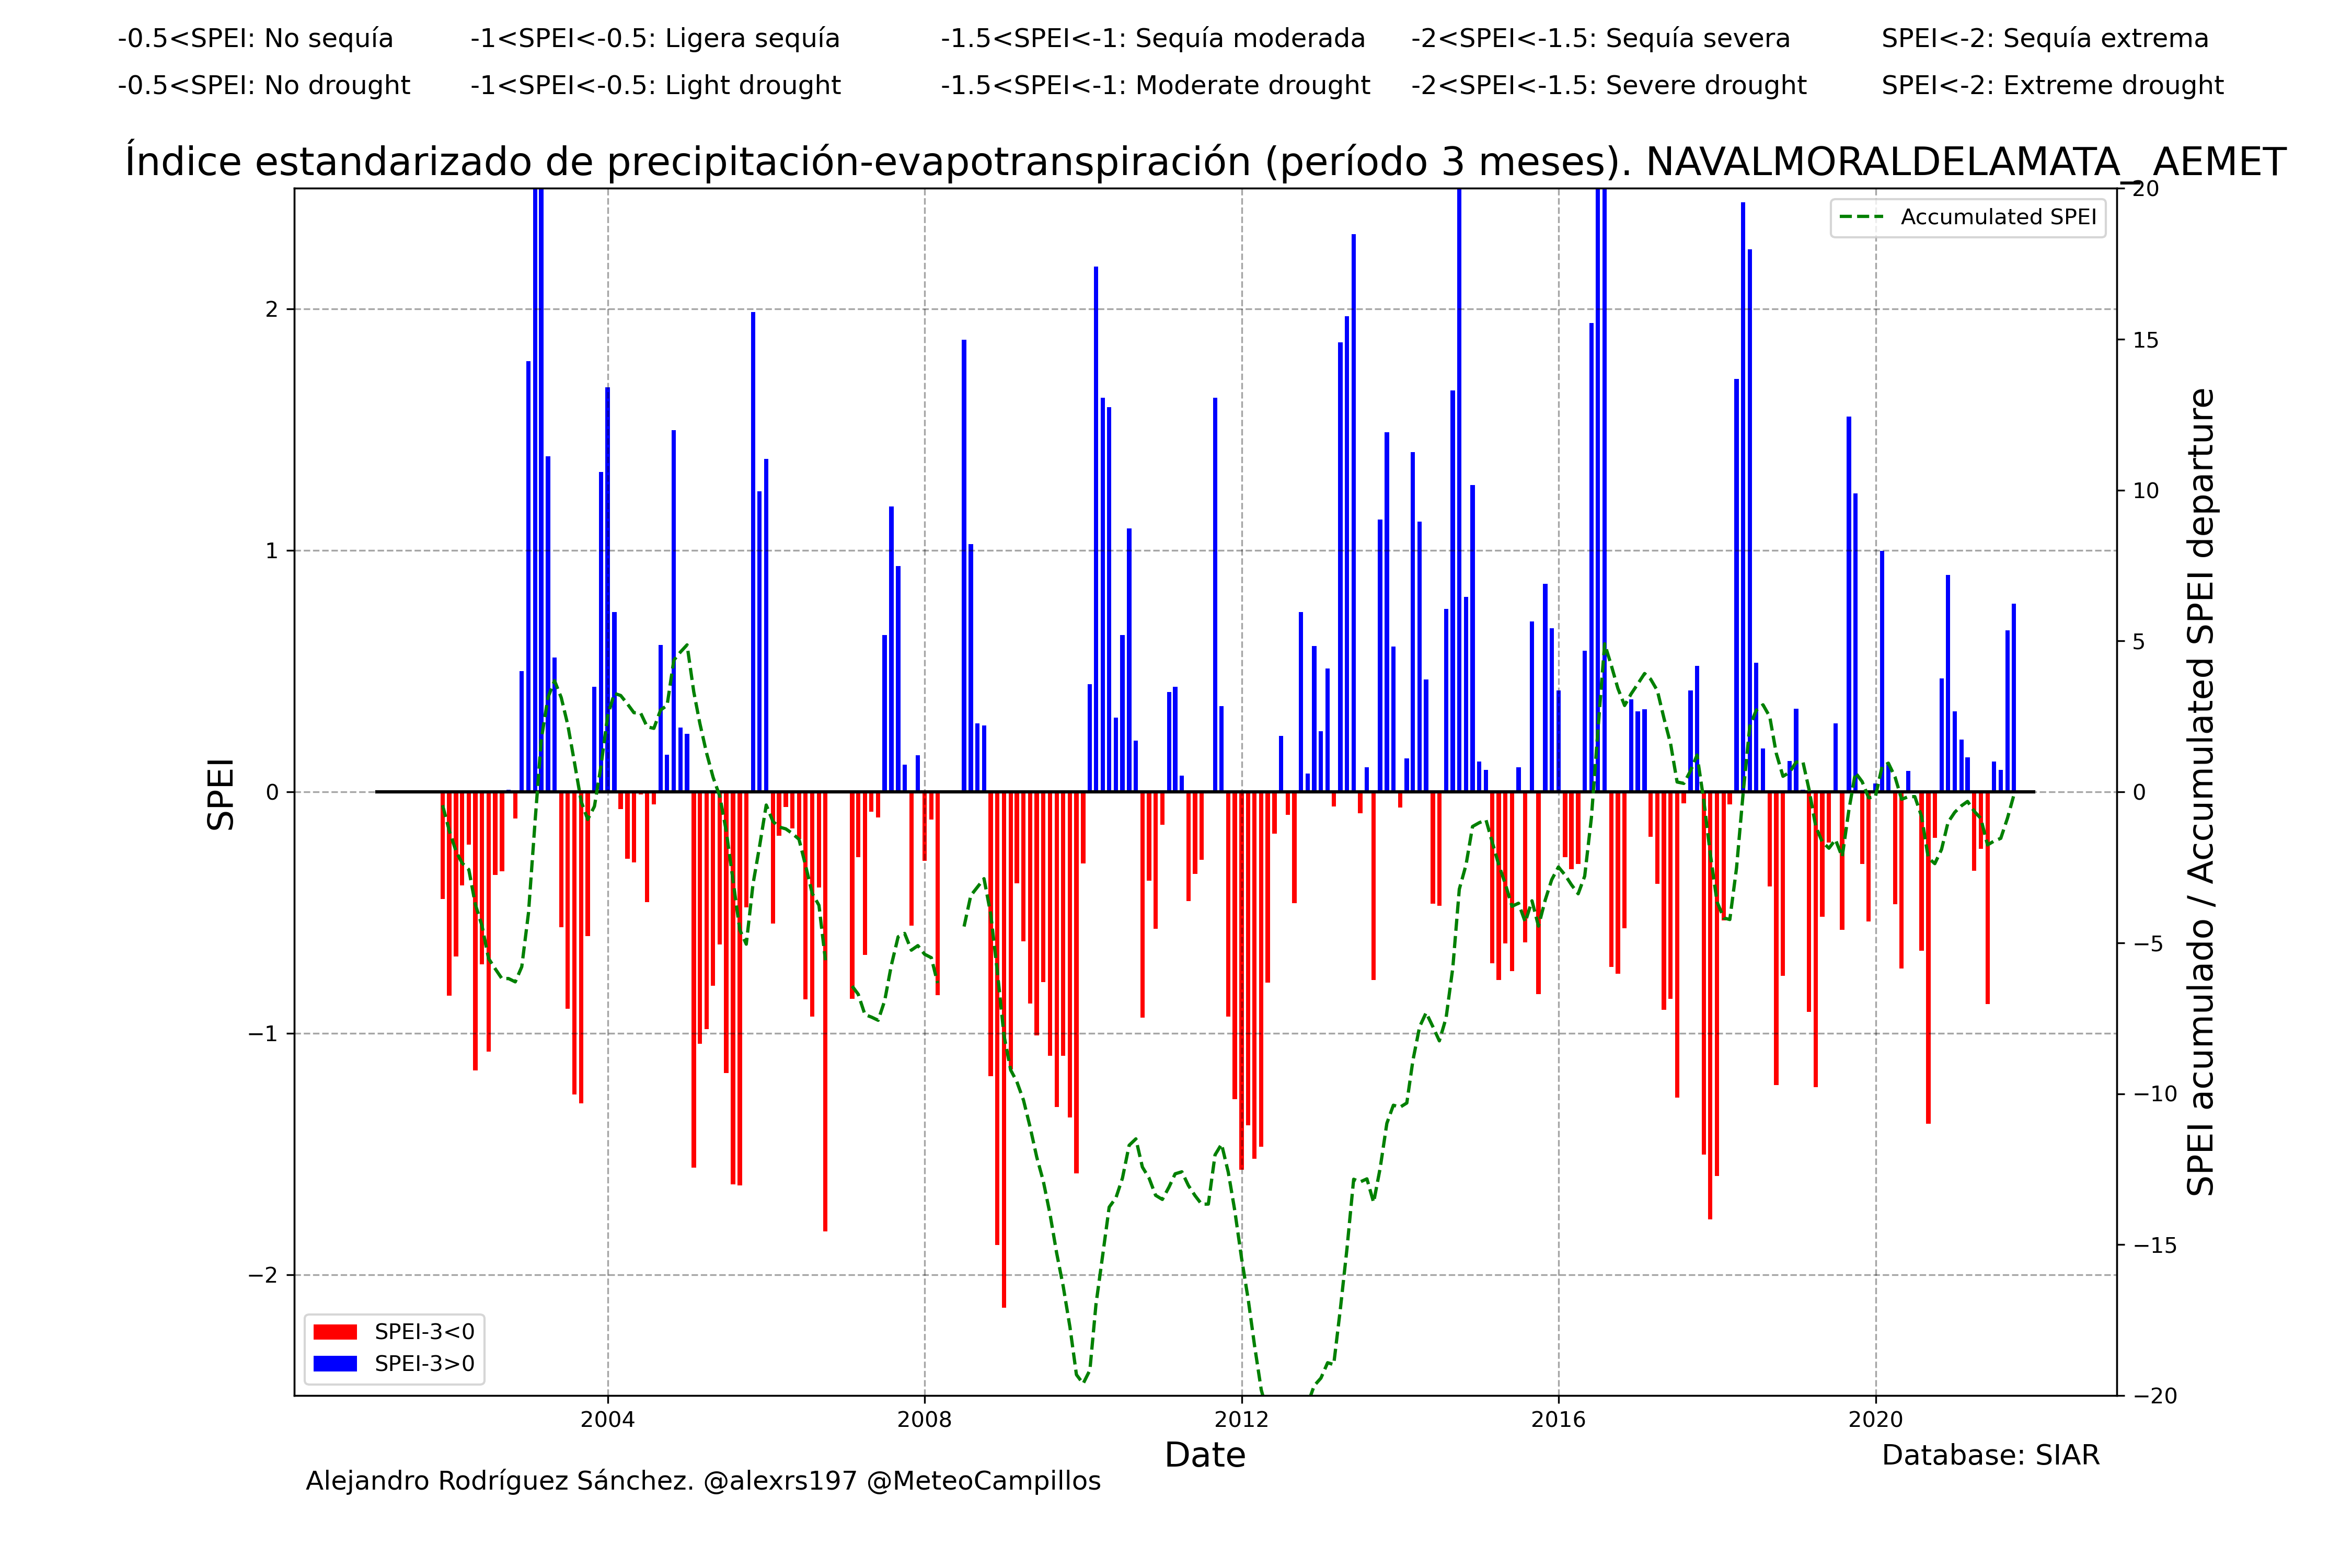 -0.5<SPEI: No sequía -1<SPEI<-0.5: Ligera sequía -1.5<SPEI<-1: Sequía moderada -2<SPEI<-1.5: Sequía severa SPEI<-2: Sequía extrema
-0.5<SPEI: No drought -1<SPEI<-0.5: Light drought -1.5<SPEI<-1: Moderate drought -2<SPEI<-1.5: Severe drought SPEI<-2: Extreme drought
Índice estandarizado de precipitación-evapotranspiración (período 3 meses). NAVALMORALDELAMATA_ AEMET
Accumulated SPEI
SPEI
2
1
0
−1
−2
20
15
10
5
0
−5
−10
−15
−20
SPEI acumulado / Accumulated SPEI departure
SPEI-3<0
SPEI-3>0
2004 2008 2012 2016 2020
Date
Database: SIAR
Alejandro Rodríguez Sánchez. @alexrs197 @MeteoCampillos